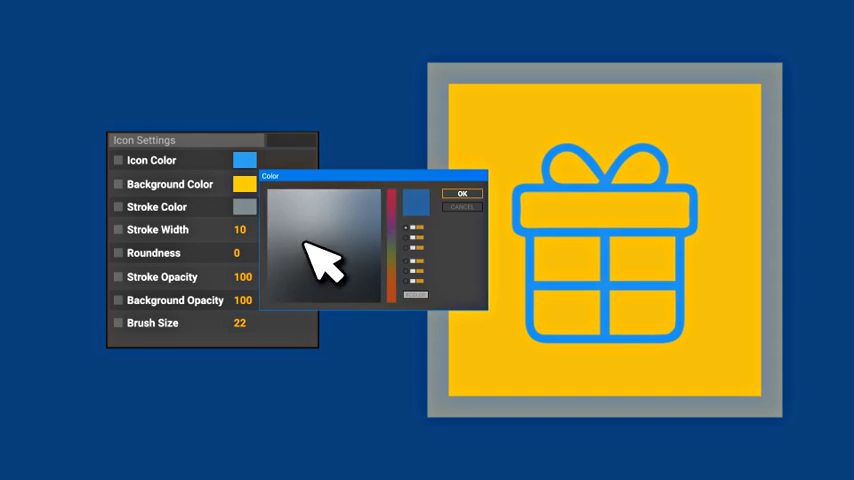 Icon Settings
Icon Color
Background Color
Stroke Color
Stroke Width 10
Roundness 0
Stroke Opacity 100
Background Opacity 100
Brush Size 22
Color
OK
CANCEL